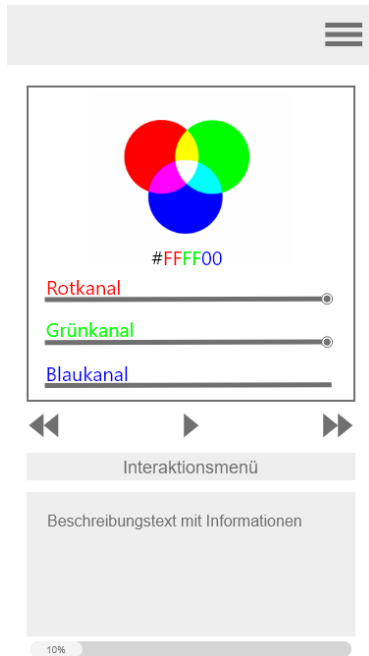 #FFFF00
Rotkanal
Grünkanal
Blaukanal
Interaktionsmenü
Beschreibungstext mit Informationen
10%